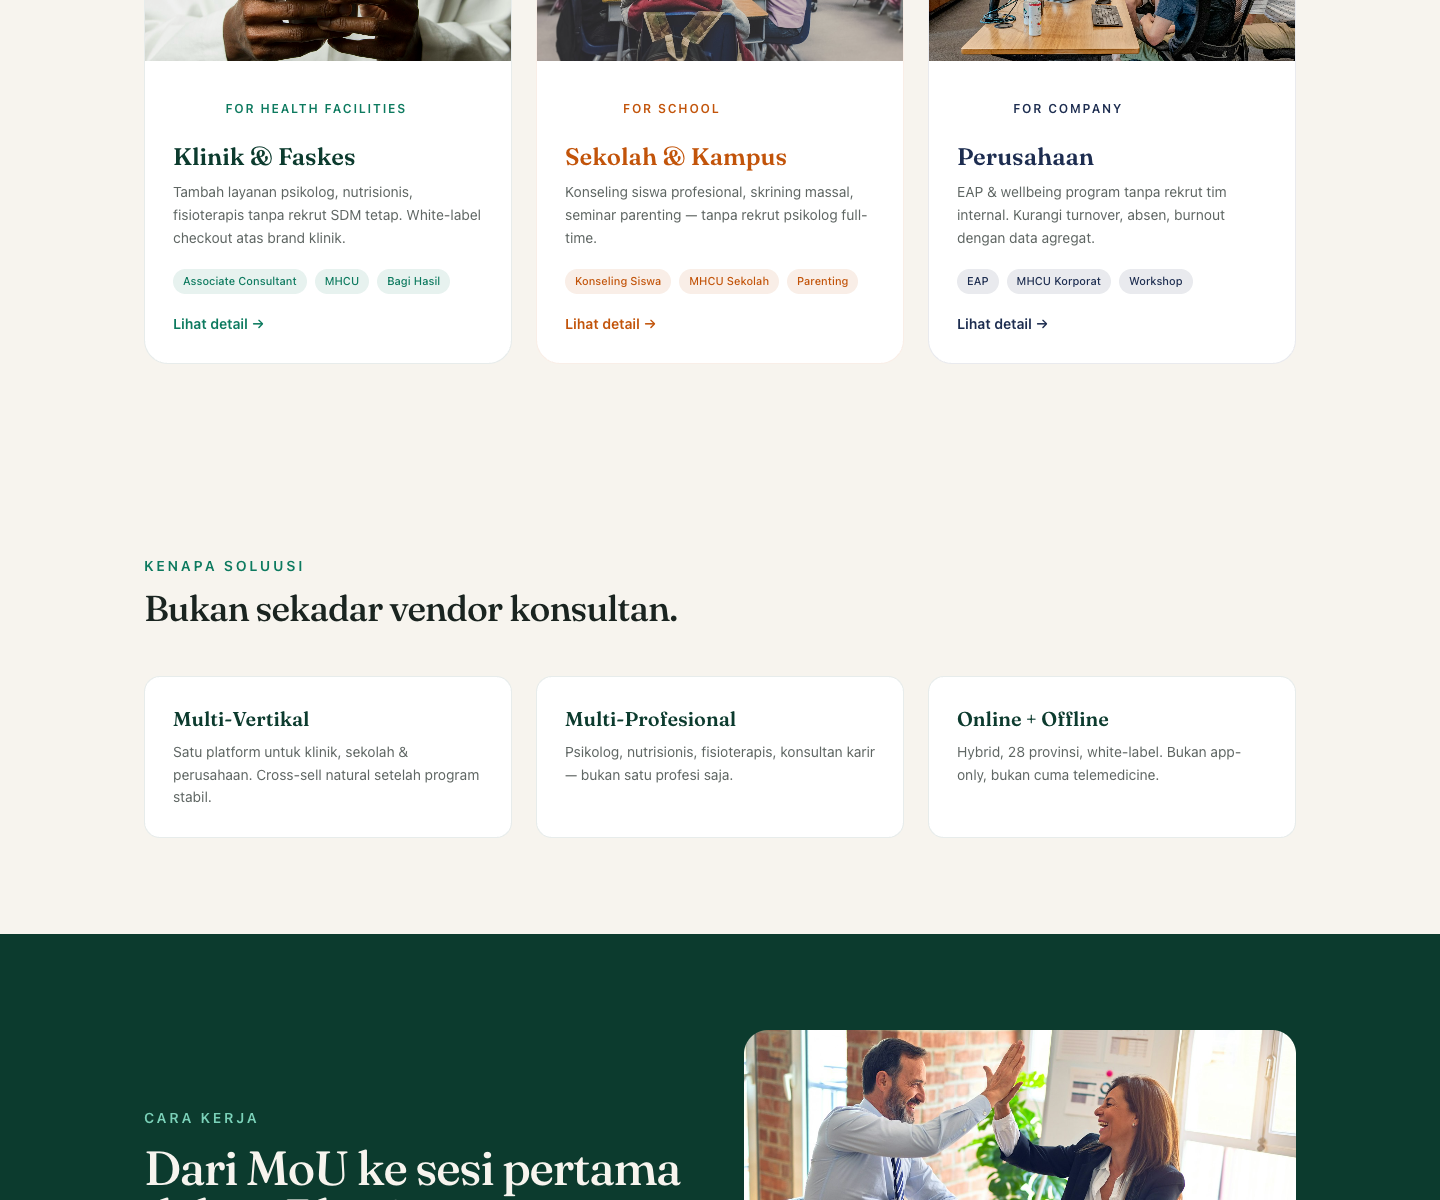 FOR HEALTH FACILITIES
Klinik & Faskes
Tambah layanan psikolog, nutrisionis,
fisioterapis tanpa rekrut SDM tetap. White-label
checkout atas brand klinik.
Associate Consultant
MHCU
Bagi Hasil
Lihat detail →
FOR SCHOOL
Sekolah & Kampus
Konseling siswa profesional, skrining massal,
seminar parenting — tanpa rekrut psikolog full-
time.
Konseling Siswa
MHCU Sekolah
Parenting
Lihat detail →
FOR COMPANY
Perusahaan
EAP & wellbeing program tanpa rekrut tim
internal. Kurangi turnover, absen, burnout
dengan data agregat.
EAP
MHCU Korporat
Workshop
Lihat detail →
KENAPA SOLUUSI
Bukan sekadar vendor konsultan.
Multi-Vertikal
Satu platform untuk klinik, sekolah &
perusahaan. Cross-sell natural setelah program
stabil.
Multi-Profesional
Psikolog, nutrisionis, fisioterapis, konsultan karir
— bukan satu profesi saja.
Online + Offline
Hybrid, 28 provinsi, white-label. Bukan app-
only, bukan cuma telemedicine.
CARA KERJA
Dari MoU ke sesi pertama